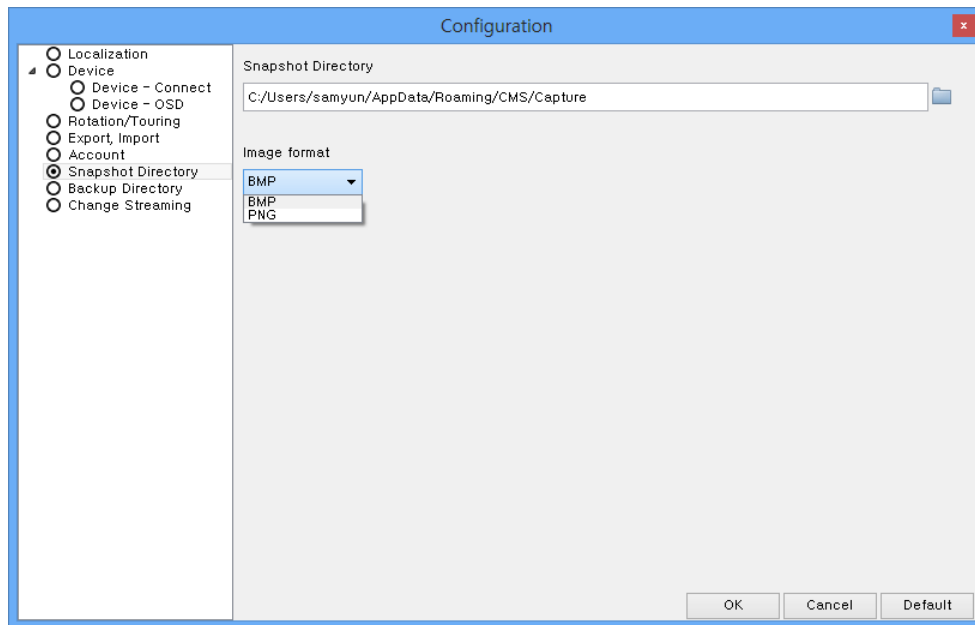 Configuration
x
Localization
Device
Device - Connect
Device - OSD
Rotation/Touring
Export, Import
Account
Snapshot Directory
Backup Directory
Change Streaming
Snapshot Directory
C:/Users/samyun/AppData/Roaming/CMS/Capture
Image format
BMP
BMP
PNG
OK
Cancel
Default